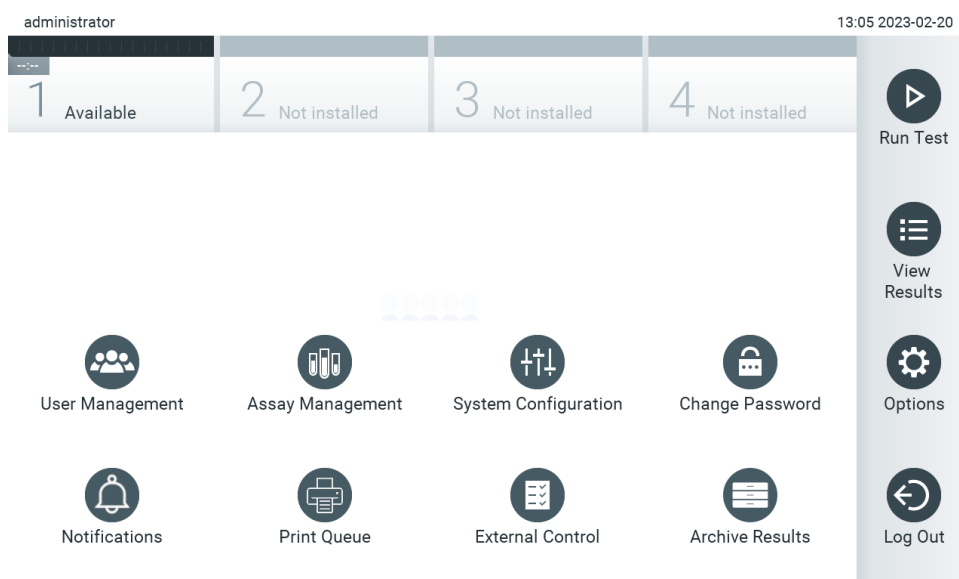 administrator
13:05 2023-02-20
--:--
1 Available
2 Not installed
3 Not installed
4 Not installed
Run Test
View
Results
User Management
Assay Management
System Configuration
Change Password
Options
Notifications
Print Queue
External Control
Archive Results
Log Out